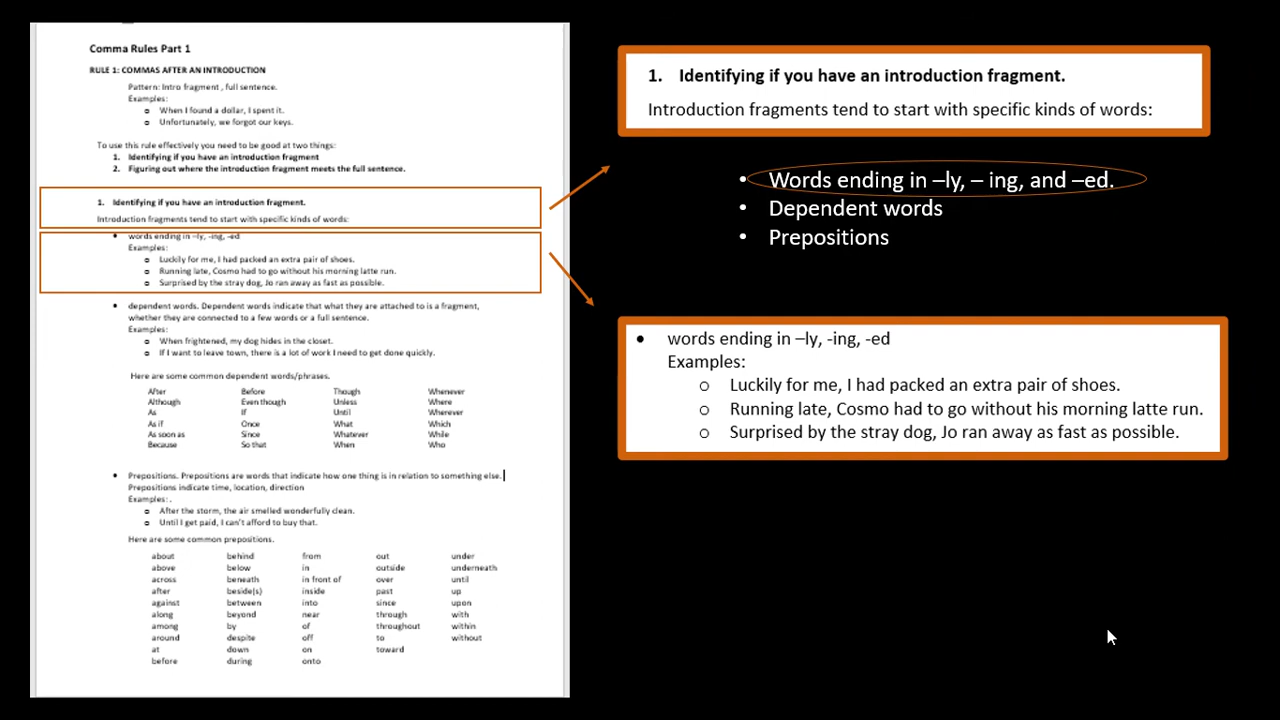 Comma Rules Part 1
RULE 1: COMMAS AFTER AN INTRODUCTION
Pattern: Intro fragment , full sentence.
Examples:
o When I found a dollar, I spent it.
o Unfortunately, we forgot our keys.
To use this rule effectively you need to be good at two things:
1. Identifying if you have an introduction fragment
2. Figuring out where the introduction fragment meets the full sentence.
1. Identifying if you have an introduction fragment.
Introduction fragments tend to start with specific kinds of words:
• words ending in –ly, -ing, -ed
Examples:
o Luckily for me, I had packed an extra pair of shoes.
o Running late, Cosmo had to go without his morning latte run.
o Surprised by the stray dog, Jo ran away as fast as possible.
• dependent words. Dependent words indicate that what they are attached to is a fragment,
whether they are connected to a few words or a full sentence.
Examples:
o When frightened, my dog hides in the closet.
o If I want to leave town, there is a lot of work I need to get done quickly.
Here are some common dependent words/phrases.
After Before Though Whenever
Although Even though Unless Where
As If Until Wherever
As if Once What Which
As soon as Since Whatever While
Because So that When Who
• Prepositions. Prepositions are words that indicate how one thing is in relation to something else.
Prepositions indicate time, location, direction
Examples: .
o After the storm, the air smelled wonderfully clean.
o Until I get paid, I can't afford to buy that.
Here are some common prepositions.
about behind from out under
above below in outside underneath
across beneath in front of over until
after beside(s) inside past up
against between into since upon
along beyond near through with
among by of throughout within
around despite off to without
at down on toward
before during onto
1. Identifying if you have an introduction fragment.
Introduction fragments tend to start with specific kinds of words:
• Words ending in –ly, – ing, and –ed.
• Dependent words
• Prepositions
• words ending in –ly, -ing, -ed
Examples:
o Luckily for me, I had packed an extra pair of shoes.
o Running late, Cosmo had to go without his morning latte run.
o Surprised by the stray dog, Jo ran away as fast as possible.